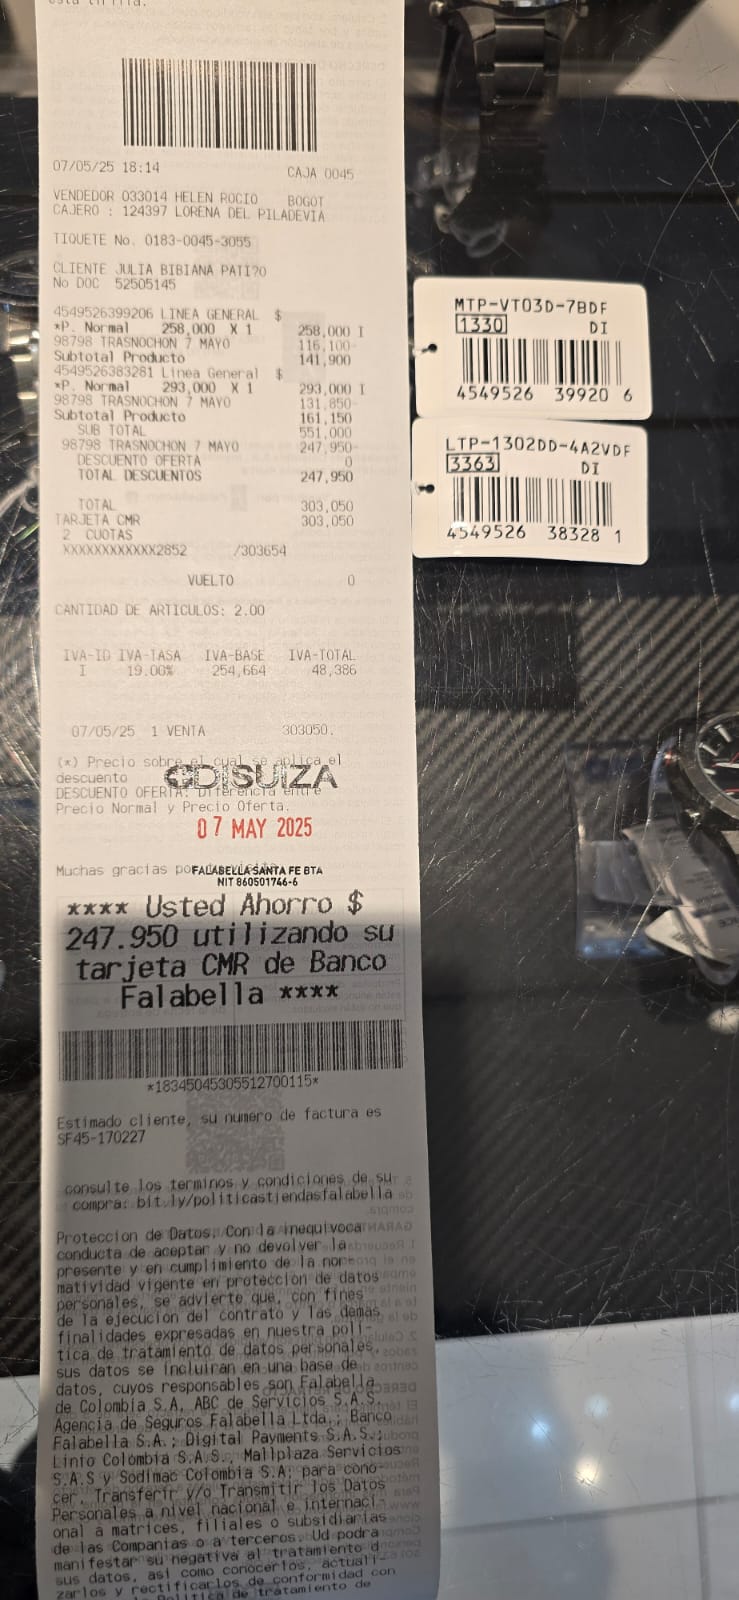 07/05/25 18:14 CAJA 0045
VENDEDOR 033014 HELEN ROCIO BOGOT
CAJERO : 124397 LORENA DEL PILADEVIA
TIQUETE No. 0183-0045-3055
CLIENTE JULIA BIBIANA PATI?O
No DOC 52505145
4549526399206 LINEA GENERAL $
*P. Normal 258,000 X 1 258,000 I
98798 TRASNOCHON 7 MAYO 116,100-
Subtotal Producto 141,900
4549526383281 Linea General $
*P. Normal 293,000 X 1 293,000 I
98798 TRASNOCHON 7 MAYO 131,850-
Subtotal Producto 161,150
SUB TOTAL 551,000
98798 TRASNOCHON 7 MAYO 247,950-
DESCUENTO OFERTA 0
TOTAL DESCUENTOS 247,950
TOTAL 303,050
TARJETA CMR 303,050
2 CUOTAS
XXXXXXXXXXXX2852 /303654
VUELTO 0
CANTIDAD DE ARTICULOS: 2.00
IVA-ID IVA-TASA IVA-BASE IVA-TOTAL
I 19.00% 254,664 48,386
07/05/25 1 VENTA 303050.
(*) Precio sobre el cual se aplica el
descuento
DESCUENTO OFERTA: Diferencia entre
Precio Normal y Precio Oferta.
CDISUIZA
07 MAY 2025
Muchas gracias por
FALABELLA SANTA FE BTA
NIT 860501746-6
**** Usted Ahorro $
247.950 utilizando su
tarjeta CMR de Banco
Falabella ****
*18345045305512700115*
Estimado cliente, su numero de factura es
SF45-170227
consulte los terminos y condiciones de su
compra: bit.ly/politicastiendasfalabella
Proteccion de Datos. Con la inequivoca
conducta de aceptar y no devolver la
presente y en cumplimiento de la nor-
matividad vigente en proteccion de datos
personales, se advierte que, con fines
de la ejecucion del contrato y las demas
finalidades expresadas en nuestra poli-
tica de tratamiento de datos personales,
sus datos se incluiran en una base de
datos, cuyos responsables son Falabella
de Colombia S.A. ABC de Servicios S.A.S,
Agencia de Seguros Falabella Ltda.; Banco
Falabella S.A.; Digital Payments S.A.S.;
Linio Colombia S.A.S., Mallplaza Servicios
S.A.S y Sodimac Colombia S.A; para cono-
cer, Transferir y/o Transmitir los Datos
Personales a nivel nacional e internaci-
onal a matrices, filiales o subsidiarias
de las Companias o a terceros. Ud podra
manifestar su negativa al tratamiento d
sus datos, asi como conocerlos, actuali-
zarlos y rectificarlos de conformidad con
la Politica de tratamiento de
MTP-VT03D-7BDF
1330 DI
4549526 39920 6
LTP-1302DD-4A2VDF
3363 DI
4549526 38328 1